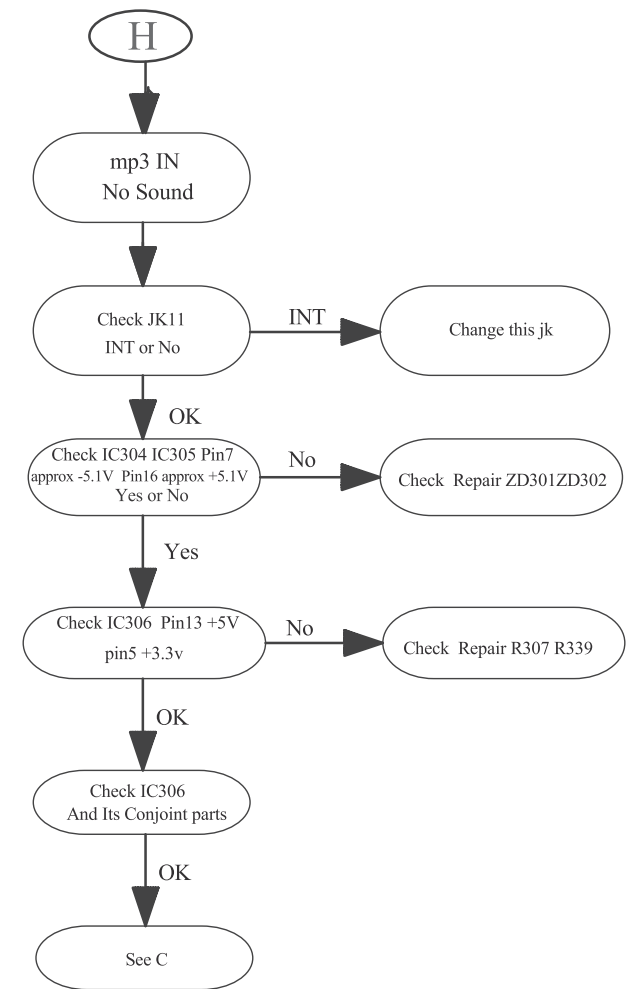 H
mp3 IN
No Sound
Check JK11
INT or No
INT
Change this jk
OK
Check IC304 IC305 Pin7
approx -5.1V  Pin16 approx +5.1V
Yes or No
No
Check  Repair ZD301ZD302
Yes
Check IC306  Pin13 +5V
pin5 +3.3v
No
Check  Repair R307 R339
OK
Check IC306
And Its Conjoint parts
OK
See C